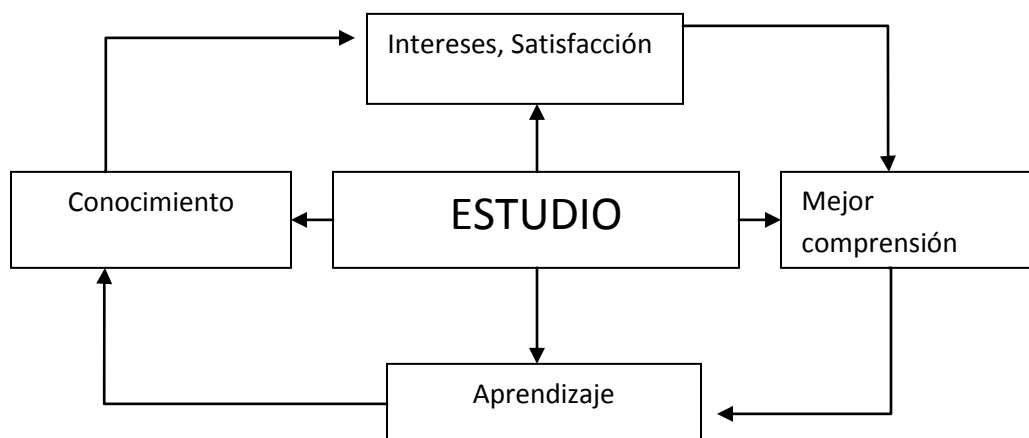 Intereses, Satisfacción
Conocimiento
ESTUDIO
Mejor
comprensión
Aprendizaje